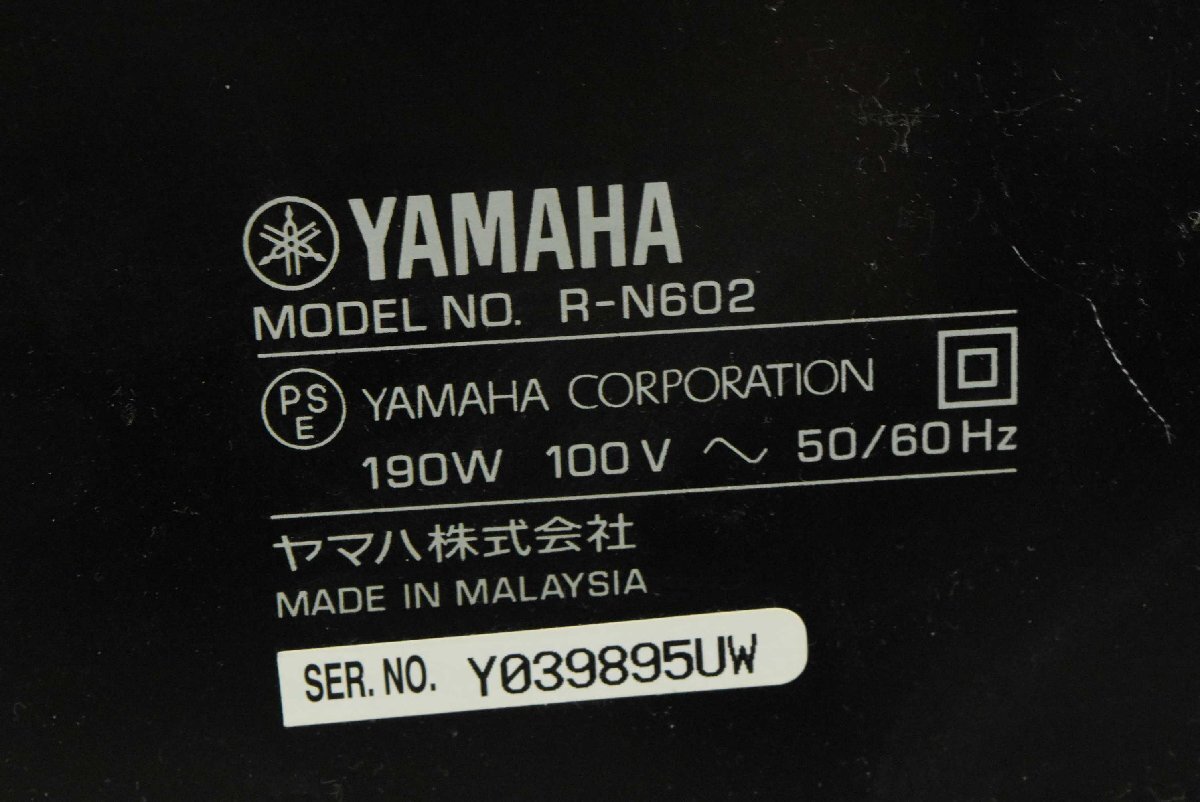 YAMAHA
MODEL NO. R-N602
PSE YAMAHA CORPORATION
190W 100V ~ 50/60Hz
ヤマハ株式会社
MADE IN MALAYSIA
SER. NO. Y039895UW